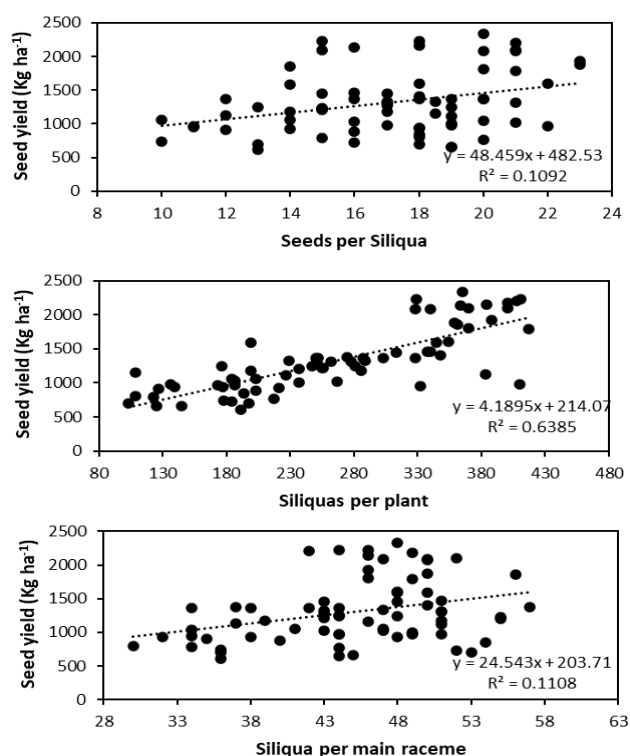 2500
2000
1500
1000
500
0
Seed yield (Kg ha⁻¹)
y = 48.459x + 482.53
R² = 0.1092
8 10 12 14 16 18 20 22 24
Seeds per Siliqua
2500
2000
1500
1000
500
0
Seed yield (Kg ha⁻¹)
y = 4.1895x + 214.07
R² = 0.6385
80 130 180 230 280 330 380 430 480
Siliquas per plant
2500
2000
1500
1000
500
0
Seed yield (Kg ha⁻¹)
y = 24.543x + 203.71
R² = 0.1108
28 33 38 43 48 53 58 63
Siliqua per main raceme